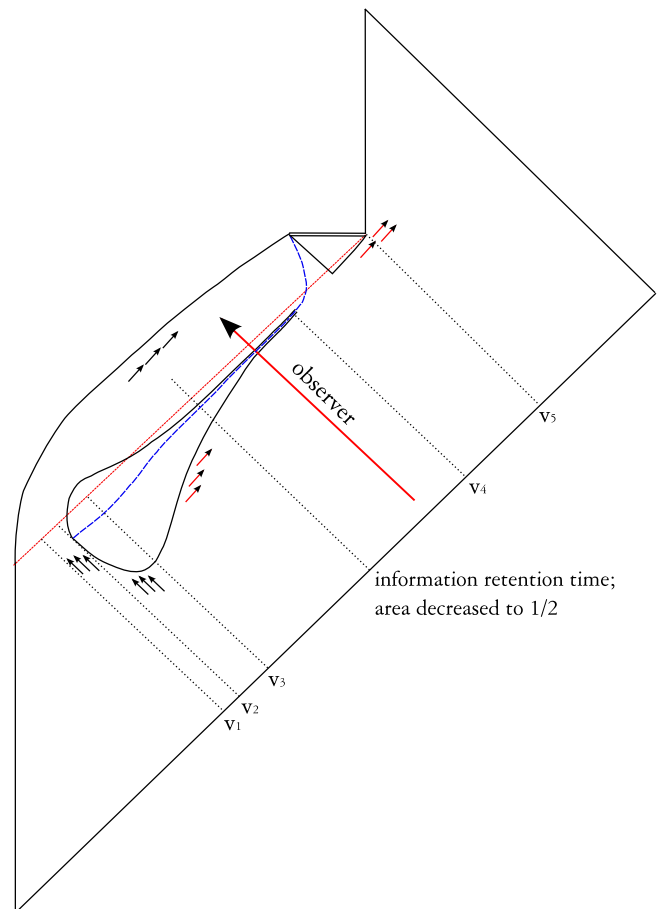 observer
v5
v4
information retention time;
area decreased to 1/2
v3
v2
v1